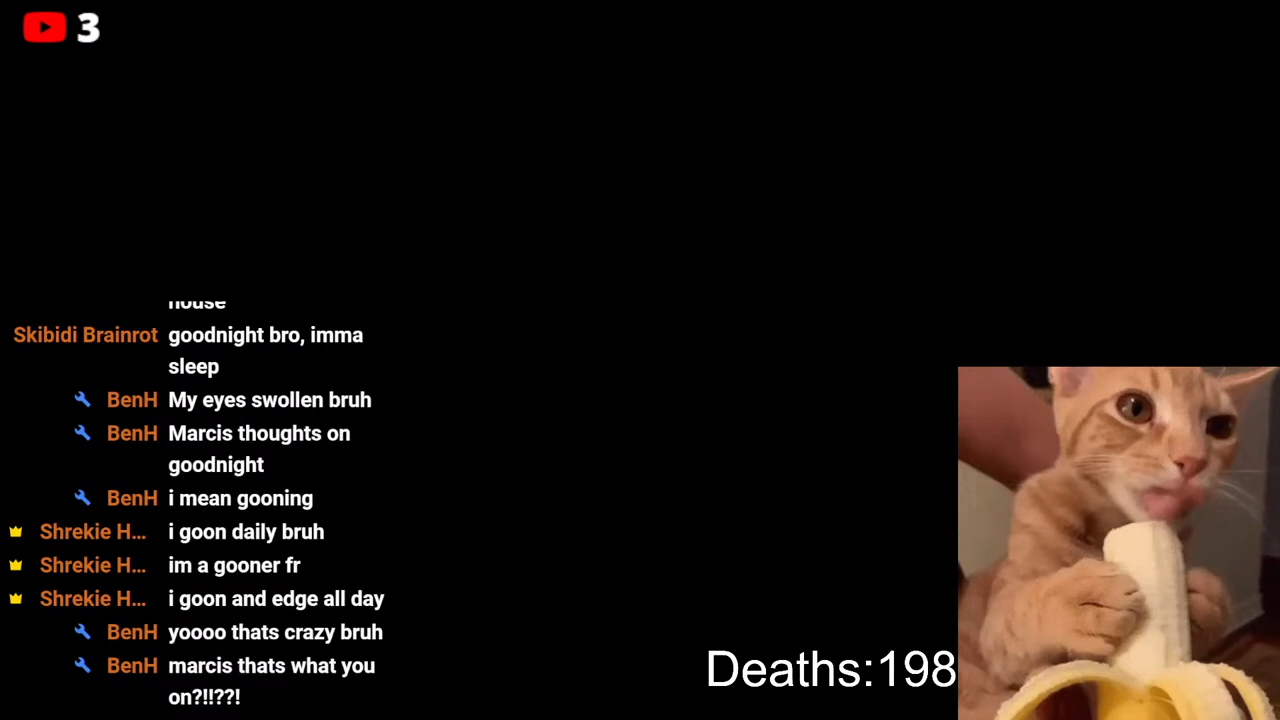 3
house
Skibidi Brainrot goodnight bro, imma
sleep
BenH My eyes swollen bruh
BenH Marcis thoughts on
goodnight
BenH i mean gooning
Shrekie H... i goon daily bruh
Shrekie H... im a gooner fr
Shrekie H... i goon and edge all day
BenH yoooo thats crazy bruh
BenH marcis thats what you
on?!!??!
Deaths:198